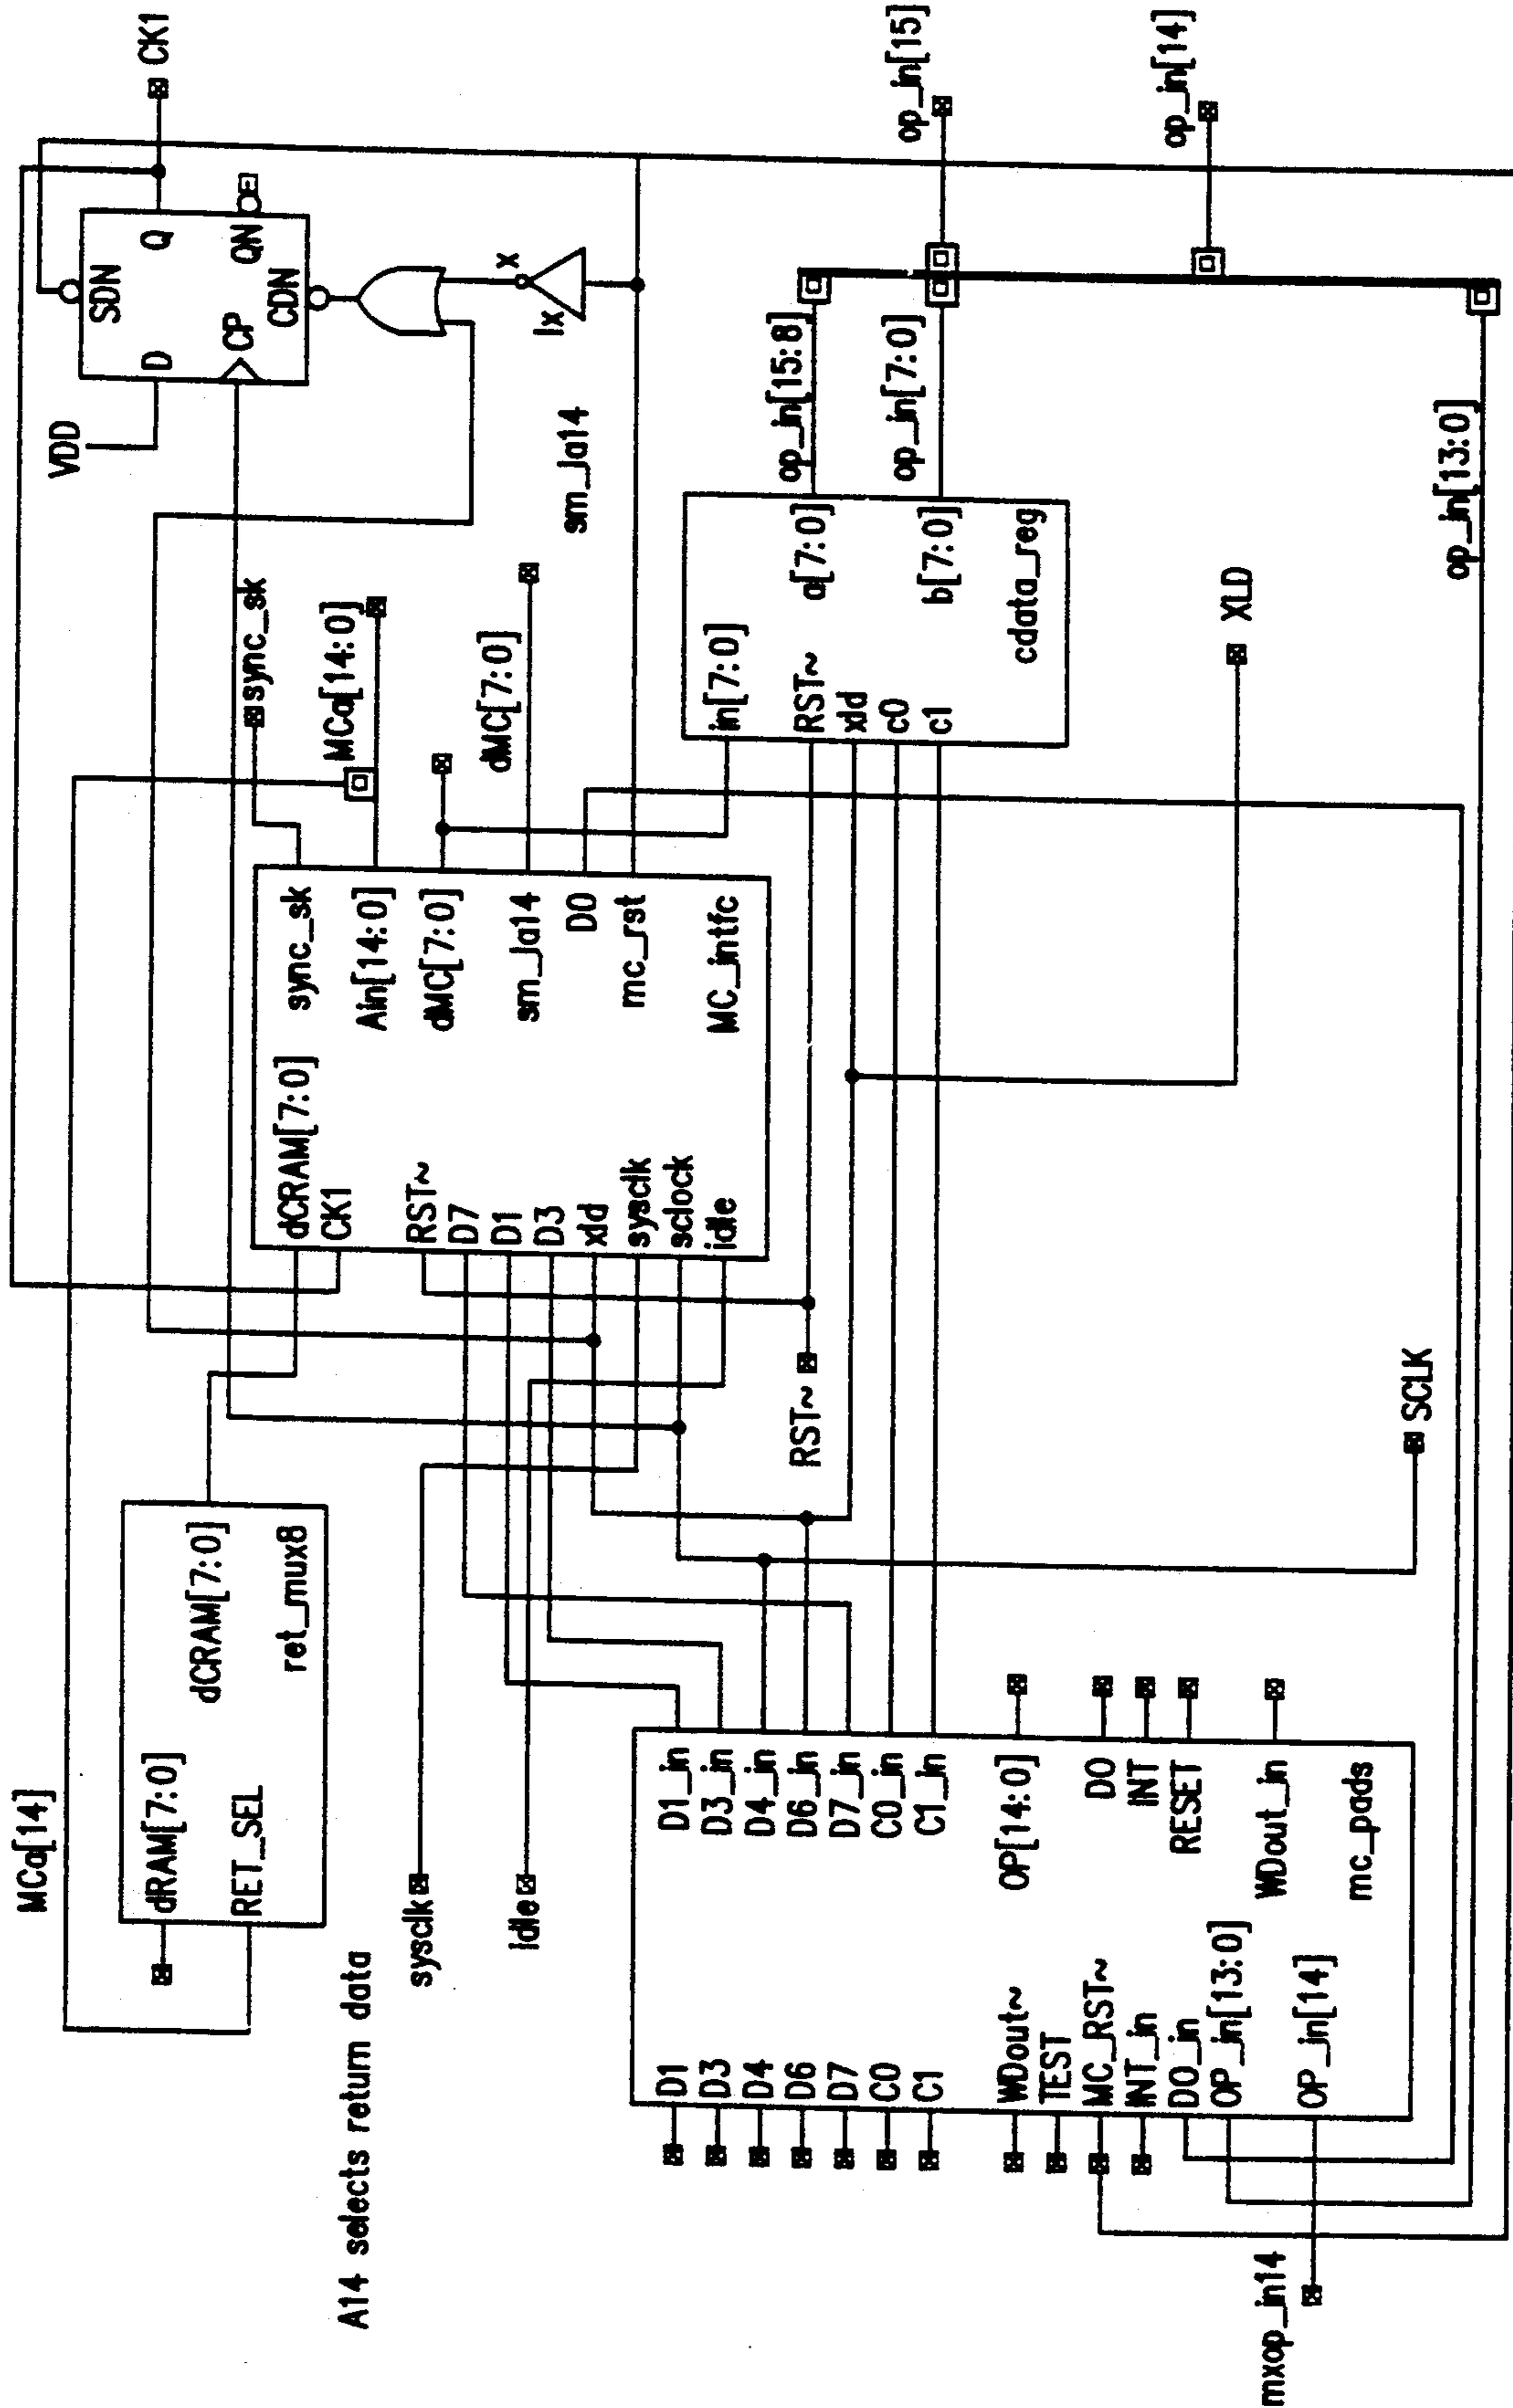 MCa[14]
dRAM[7:0]
RET_SEL
dCRAM[7:0]
ret_mux8
A14 selects return data
sysclk
idle
dCRAM[7:0]
CK1
RST~
D7
D1
D3
xld
sysclk
sclock
idle
sync_sk
Ain[14:0]
dMC[7:0]
sm_ja14
DO
mc_rst
MC_intfc
sync_sk
MCa[14:0]
dMC[7:0]
sm_ja14
VDD
D
CP
SDN
CDN
Q
QN
CK1
Ix
x
RST~
in[7:0]
RST~
xld
c0
c1
a[7:0]
b[7:0]
cdata_reg
op_in[15:8]
op_in[7:0]
op_in[15]
op_in[14]
op_in[13:0]
XLD
SCLK
D1
D3
D4
D6
D7
C0
C1
WDout~
TEST
MC_RST~
INT_in
DO_in
OP_in[13:0]
OP_in[14]
D1_in
D3_in
D4_in
D6_in
D7_in
C0_in
C1_in
OP[14:0]
DO
INT
RESET
WDout_in
mc_pads
mxop_in14